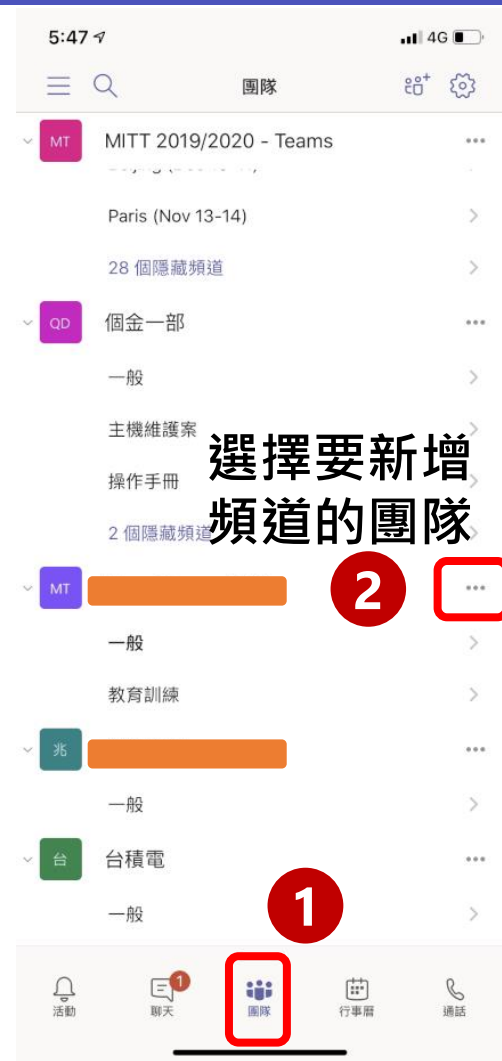 5:47
4G
團隊
MT MITT 2019/2020 - Teams
Paris (Nov 13-14)
28 個隱藏頻道
QD 個金一部
一般
主機維護案
操作手冊
2 個隱藏頻道
選擇要新增
頻道的團隊
2
MT
一般
教育訓練
兆
一般
台 台積電
一般
1
1
活動 聊天 團隊 行事曆 通話